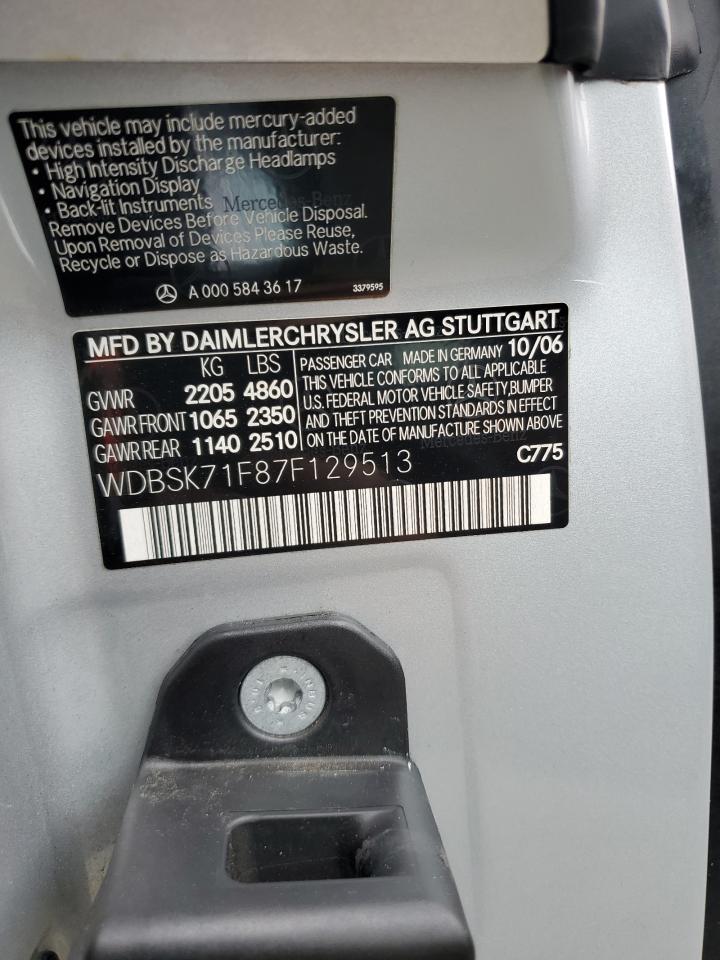 This vehicle may include mercury-added
devices installed by the manufacturer:
· High Intensity Discharge Headlamps
· Navigation Display
· Back-lit Instruments
Mercedes-Benz
Remove Devices Before Vehicle Disposal.
Upon Removal of Devices Please Reuse,
Recycle or Dispose as Hazardous Waste.
A 000 584 36 17 3379595
MFD BY DAIMLERCHRYSLER AG STUTTGART
KG LBS
GVWR 2205 4860
GAWR FRONT 1065 2350
GAWR REAR 1140 2510
PASSENGER CAR MADE IN GERMANY 10/06
THIS VEHICLE CONFORMS TO ALL APPLICABLE
U.S. FEDERAL MOTOR VEHICLE SAFETY,BUMPER
AND THEFT PREVENTION STANDARDS IN EFFECT
ON THE DATE OF MANUFACTURE SHOWN ABOVE
Mercedes-Benz
C775
WDBSK71F87F129513